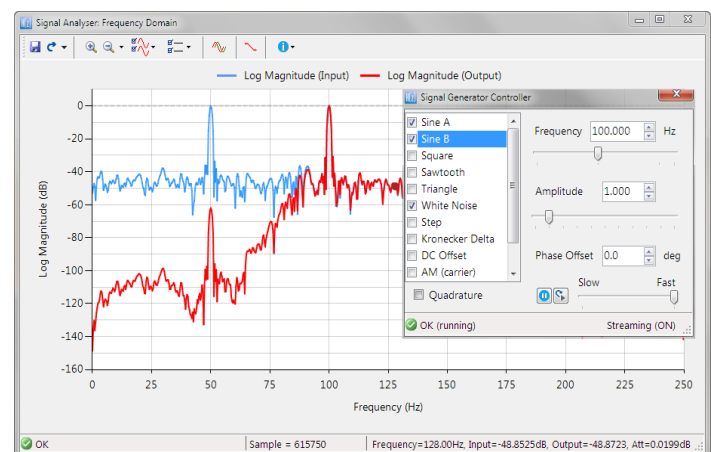 Signal Analyser: Frequency Domain
Log Magnitude (Input) Log Magnitude (Output)
Log Magnitude (dB)
0
-20
-40
-60
-80
-100
-120
-140
-160
0 25 50 75 100 125 150 175 200 225 250
Frequency (Hz)
Signal Generator Controller
Sine A
Sine B
Square
Sawtooth
Triangle
White Noise
Step
Kronecker Delta
DC Offset
AM (carrier)
Quadrature
Frequency 100.000 Hz
Amplitude 1.000
Phase Offset 0.0 deg
Slow Fast
OK (running) Streaming (ON)
OK Sample = 615750 Frequency=128.00Hz, Input=-48.8525dB, Output=-48.8723, Att=0.0199dB